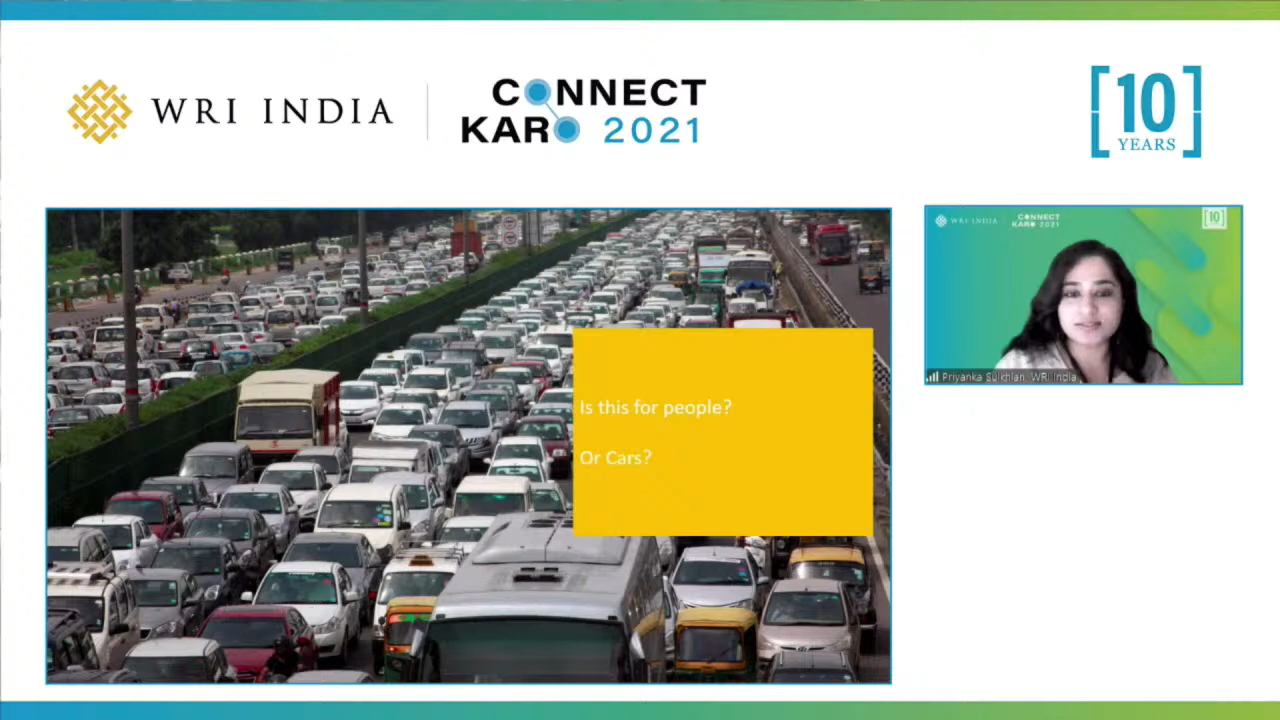 WRI INDIA
CONNECT
KARO 2021
10
YEARS
Is this for people?
Or Cars?
WRI INDIA
CONNECT
KARO 2021
10
Priyanka Sulkhlan- WRI India